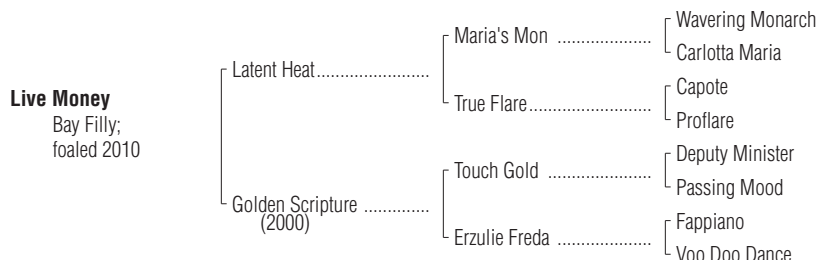 Wavering Monarch
Maria's Mon ....................
Carlotta Maria
Latent Heat........................
Capote
True Flare..........................
Proflare
Live Money
Bay Filly;
foaled 2010
Deputy Minister
Touch Gold ......................
Passing Mood
Golden Scripture ..............
(2000)
Fappiano
Erzulie Freda ....................
Voo Doo Dance